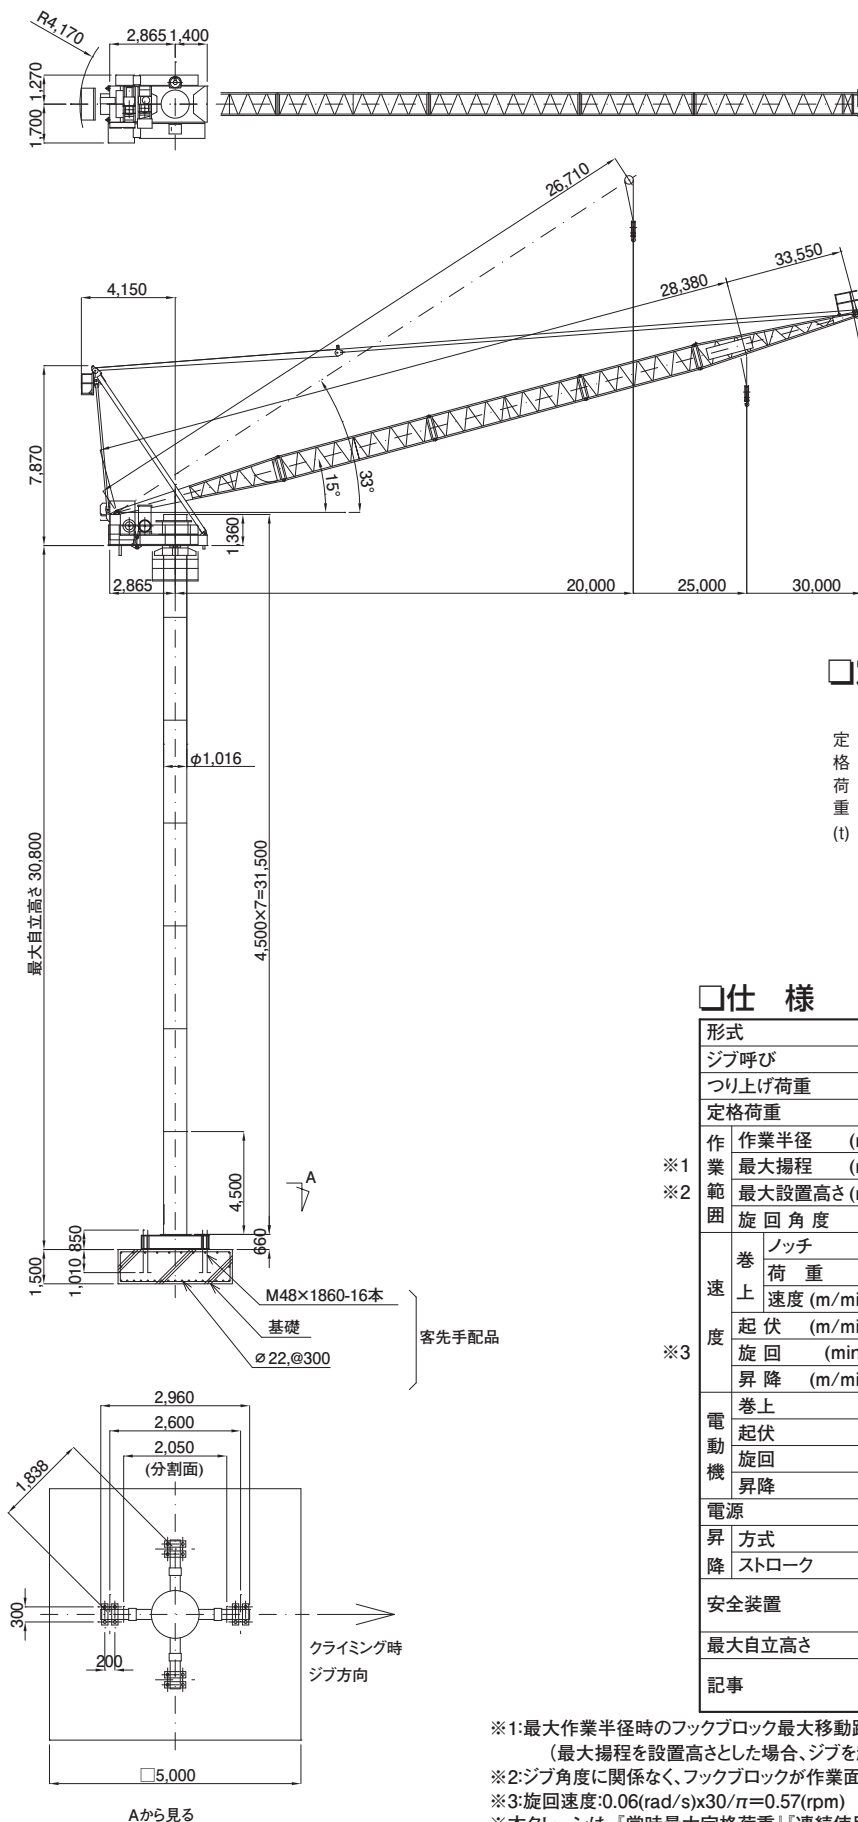 R4,170
2,865
1,400
1,270
1,700
26,710
33,550
28,380
4,150
7,870
15°
33°
1,360
2,865
20,000
25,000
30,000
定
格
荷
重
(t)
φ1,016
最大自立高さ 30,800
4,500×7=31,500
4,500
A
850
660
1,500
1,010
M48×1860-16本
基礎
⌀22,@300
客先手配品
2,960
2,600
2,050
(分割面)
1,838
300
200
クライミング時
ジブ方向
□5,000
Aから見る
❏仕 様
形式
ジブ呼び
つり上げ荷重
定格荷重
作業範囲
作業半径
※1 最大揚程
※2 最大設置高さ
旋回角度
速度
巻上
ノッチ
荷 重
速度 (m/mi
起 伏 (m/mi
※3 旋 回 (min
昇 降 (m/mi
電動機
巻上
起伏
旋回
昇降
電源
昇降
方式
ストローク
安全装置
最大自立高さ
記事
※1:最大作業半径時のフックブロック最大移動
(最大揚程を設置高さとした場合、ジブを
※2:ジブ角度に関係なく、フックブロックが作業面
※3:旋回速度:0.06(rad/s)x30/π=0.57(rpm)